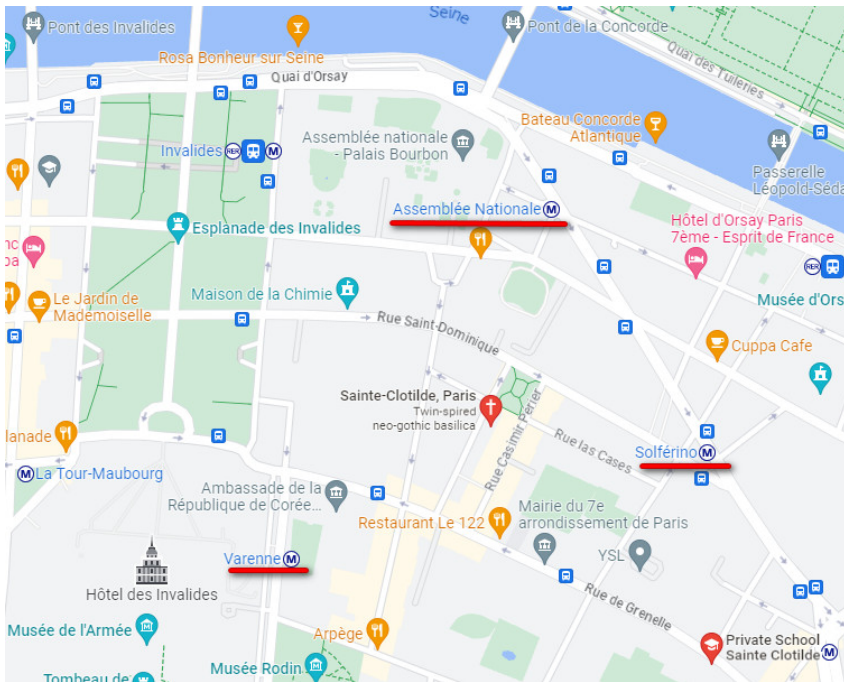 Pont des Invalides
Seine
Pont de la Concorde
Rosa Bonheur sur Seine
Quai d'Orsay
Quai des Tuileries
Bateau Concorde
Atlantique
Assemblée nationale
- Palais Bourbon
Invalides RER M
Passerelle
Léopold-Séda
Assemblée Nationale M
Hôtel d'Orsay Paris
7ème - Esprit de France
Esplanade des Invalides
nc
pa
RER
Maison de la Chimie
Le Jardin de
Mademoiselle
Musée d'Ors
Rue Saint-Dominique
Cuppa Cafe
Sainte-Clotilde, Paris
Twin-spired
neo-gothic basilica
Rue Casimir Perier
Rue las Cases
Solférino M
lanade
M La Tour-Maubourg
Ambassade de la
République de Corée...
Restaurant Le 122
Mairie du 7e
arrondissement de Paris
YSL
Varenne M
Hôtel des Invalides
Rue de Grenelle
Musée de l'Armée
Arpège
Private School
Sainte Clotilde M
Musée Rodin
Tombeau de